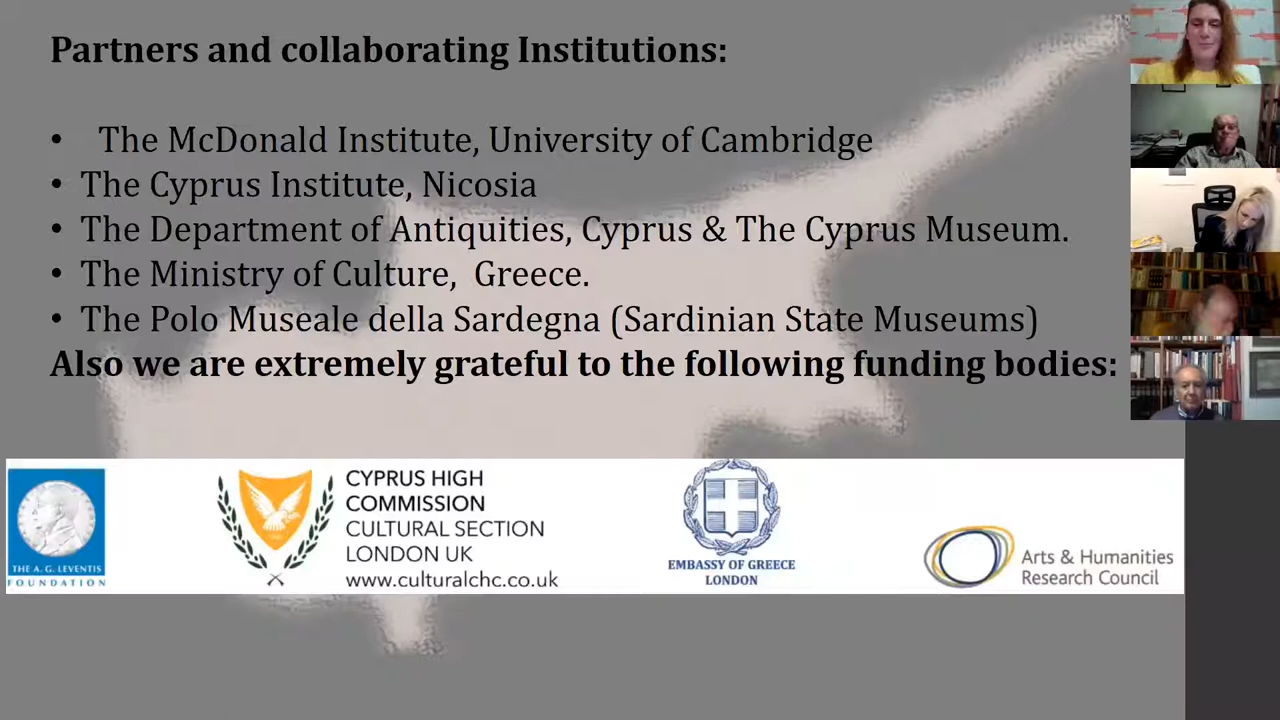 Partners and collaborating Institutions:
• The McDonald Institute, University of Cambridge
• The Cyprus Institute, Nicosia
• The Department of Antiquities, Cyprus & The Cyprus Museum.
• The Ministry of Culture, Greece.
• The Polo Museale della Sardegna (Sardinian State Museums)
Also we are extremely grateful to the following funding bodies:
THE A. G. LEVENTIS
FOUNDATION
CYPRUS HIGH
COMMISSION
CULTURAL SECTION
LONDON UK
www.culturalchc.co.uk
EMBASSY OF GREECE
LONDON
Arts & Humanities
Research Council